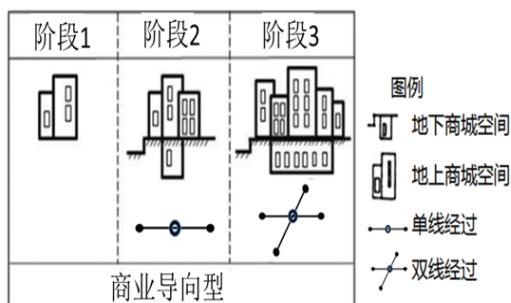 阶段1 阶段2 阶段3
图例
地下商城空间
地上商城空间
单线经过
双线经过
商业导向型